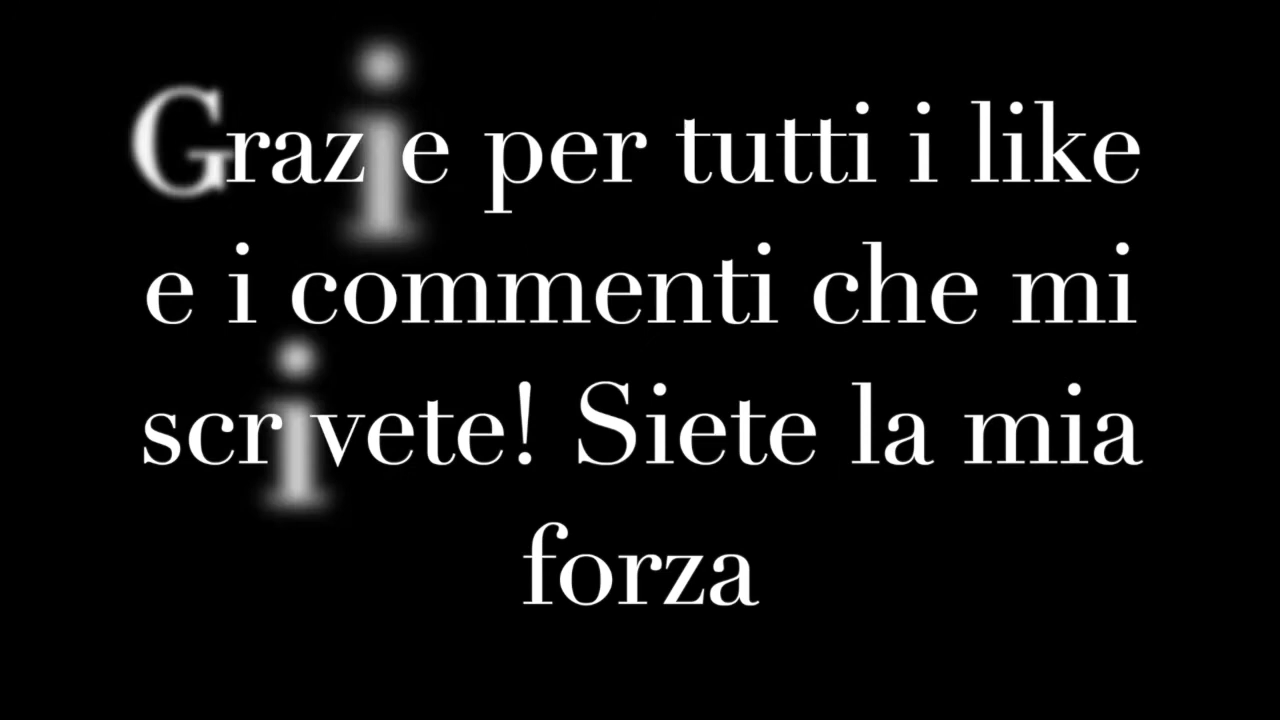 Grazie per tutti i like
e i commenti che mi
scrivete! Siete la mia
forza